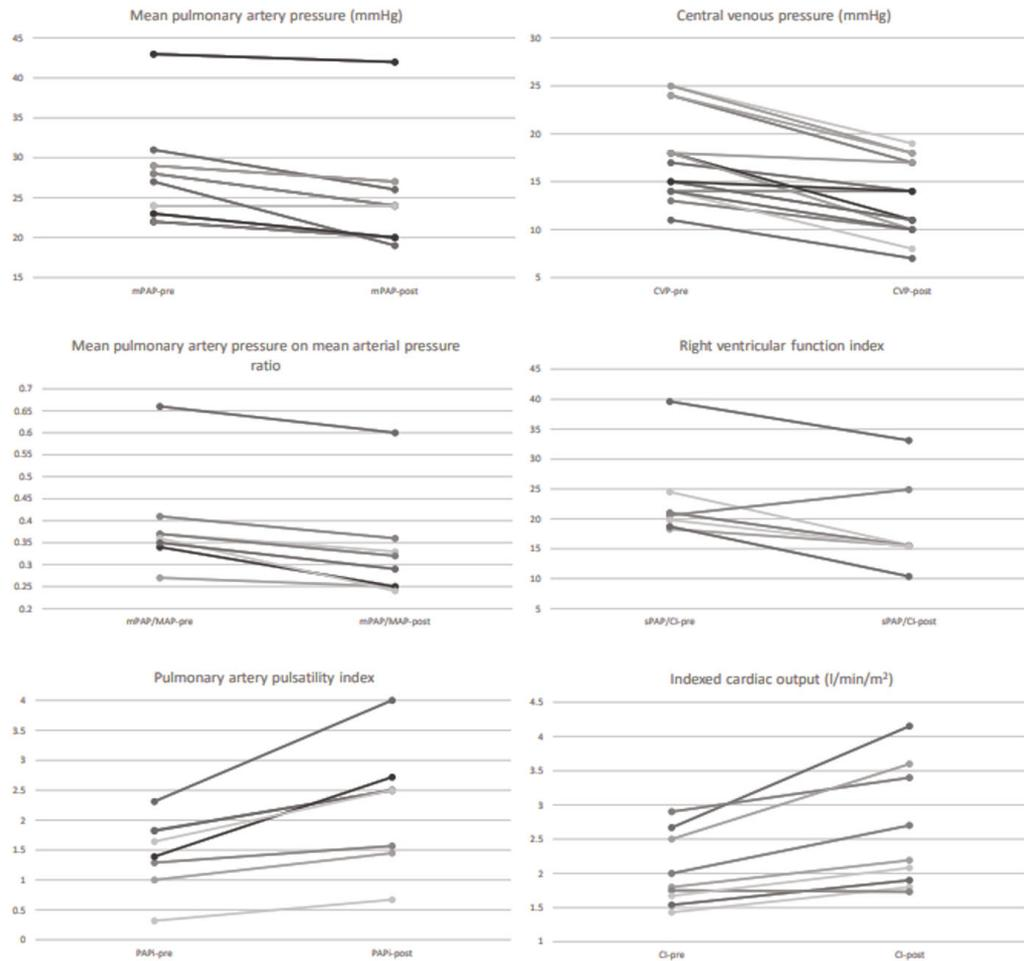 Mean pulmonary artery pressure (mmHg)
45
40
35
30
25
20
15
mPAP-pre
mPAP-post
Central venous pressure (mmHg)
30
25
20
15
10
5
CVP-pre
CVP-post
Mean pulmonary artery pressure on mean arterial pressure
ratio
0.7
0.65
0.6
0.55
0.5
0.45
0.4
0.35
0.3
0.25
0.2
mPAP/MAP-pre
mPAP/MAP-post
Right ventricular function index
45
40
35
30
25
20
15
10
5
sPAP/CI-pre
sPAP/CI-post
Pulmonary artery pulsatility index
4
3.5
3
2.5
2
1.5
1
0.5
0
PAPi-pre
PAPi-post
Indexed cardiac output (l/min/m²)
4.5
4
3.5
3
2.5
2
1.5
1
CI-pre
CI-post